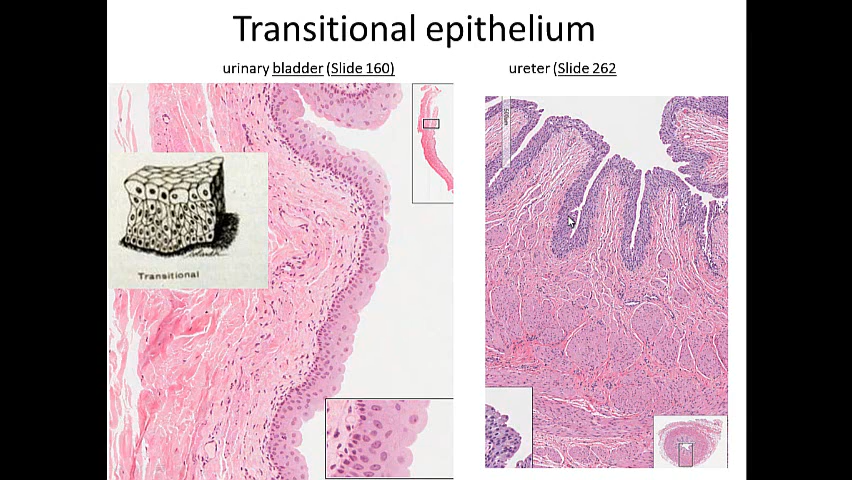 Transitional epithelium
urinary bladder (Slide 160)
ureter (Slide 262
Transitional